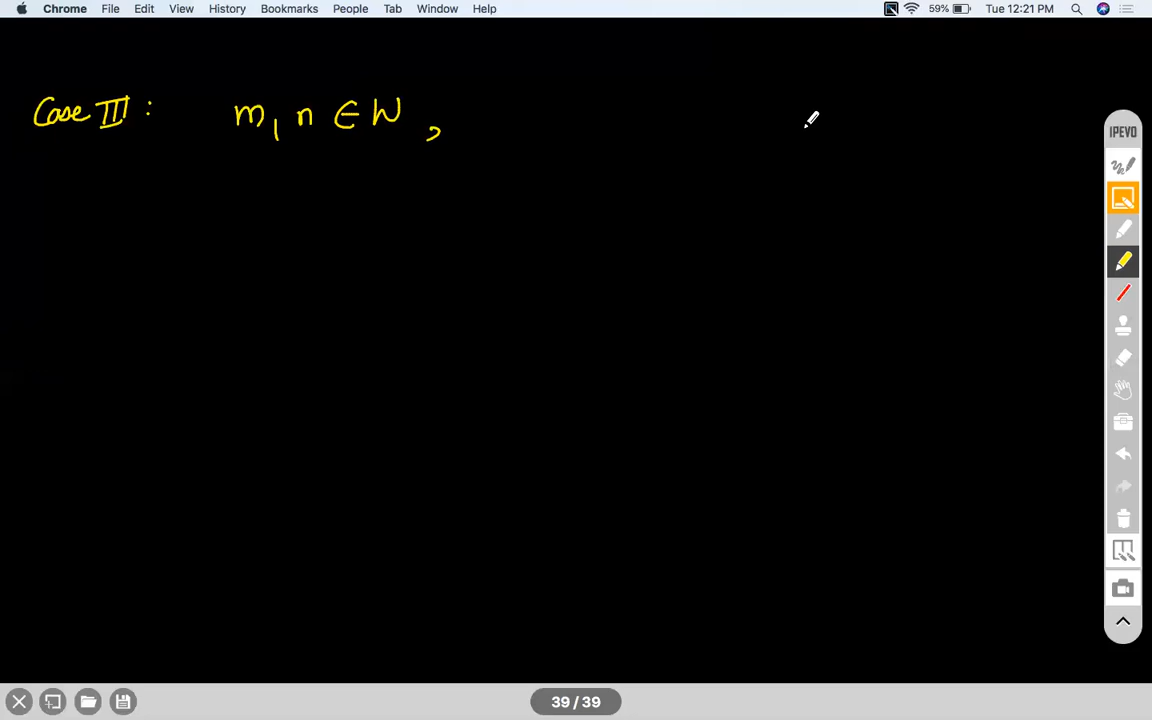 Chrome File Edit View History Bookmarks People Tab Window Help 59% Tue 12:21 PM
Case III : m, n ∈ W ,
IPEVO
39 / 39